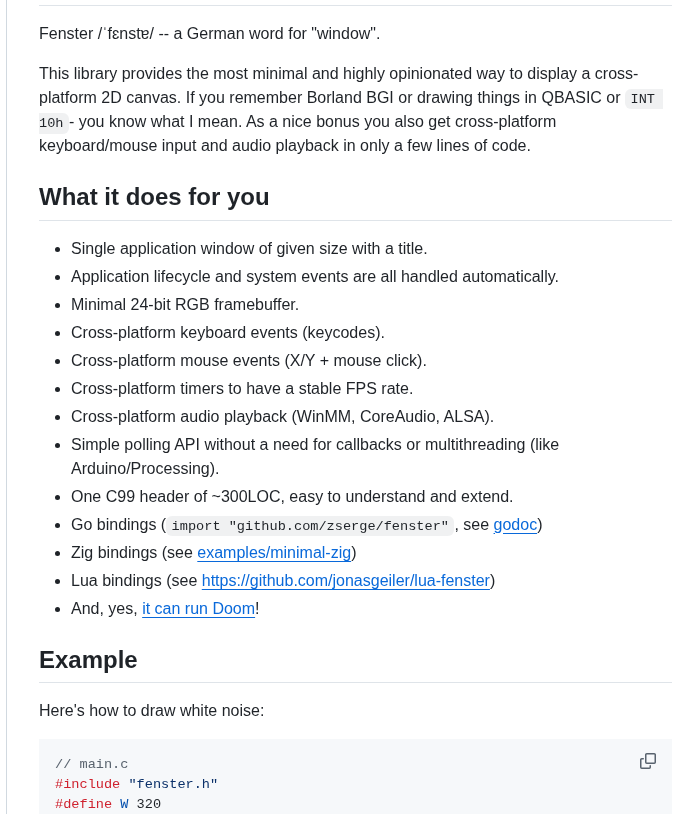 Fenster /ˈfɛnstɐ/ -- a German word for "window".
This library provides the most minimal and highly opinionated way to display a cross-
platform 2D canvas. If you remember Borland BGI or drawing things in QBASIC or INT
10h - you know what I mean. As a nice bonus you also get cross-platform
keyboard/mouse input and audio playback in only a few lines of code.
What it does for you
• Single application window of given size with a title.
• Application lifecycle and system events are all handled automatically.
• Minimal 24-bit RGB framebuffer.
• Cross-platform keyboard events (keycodes).
• Cross-platform mouse events (X/Y + mouse click).
• Cross-platform timers to have a stable FPS rate.
• Cross-platform audio playback (WinMM, CoreAudio, ALSA).
• Simple polling API without a need for callbacks or multithreading (like
Arduino/Processing).
• One C99 header of ~300LOC, easy to understand and extend.
• Go bindings ( import "github.com/zserge/fenster" , see godoc)
• Zig bindings (see examples/minimal-zig)
• Lua bindings (see https://github.com/jonasgeiler/lua-fenster)
• And, yes, it can run Doom!
Example
Here's how to draw white noise:
// main.c
#include "fenster.h"
#define W 320